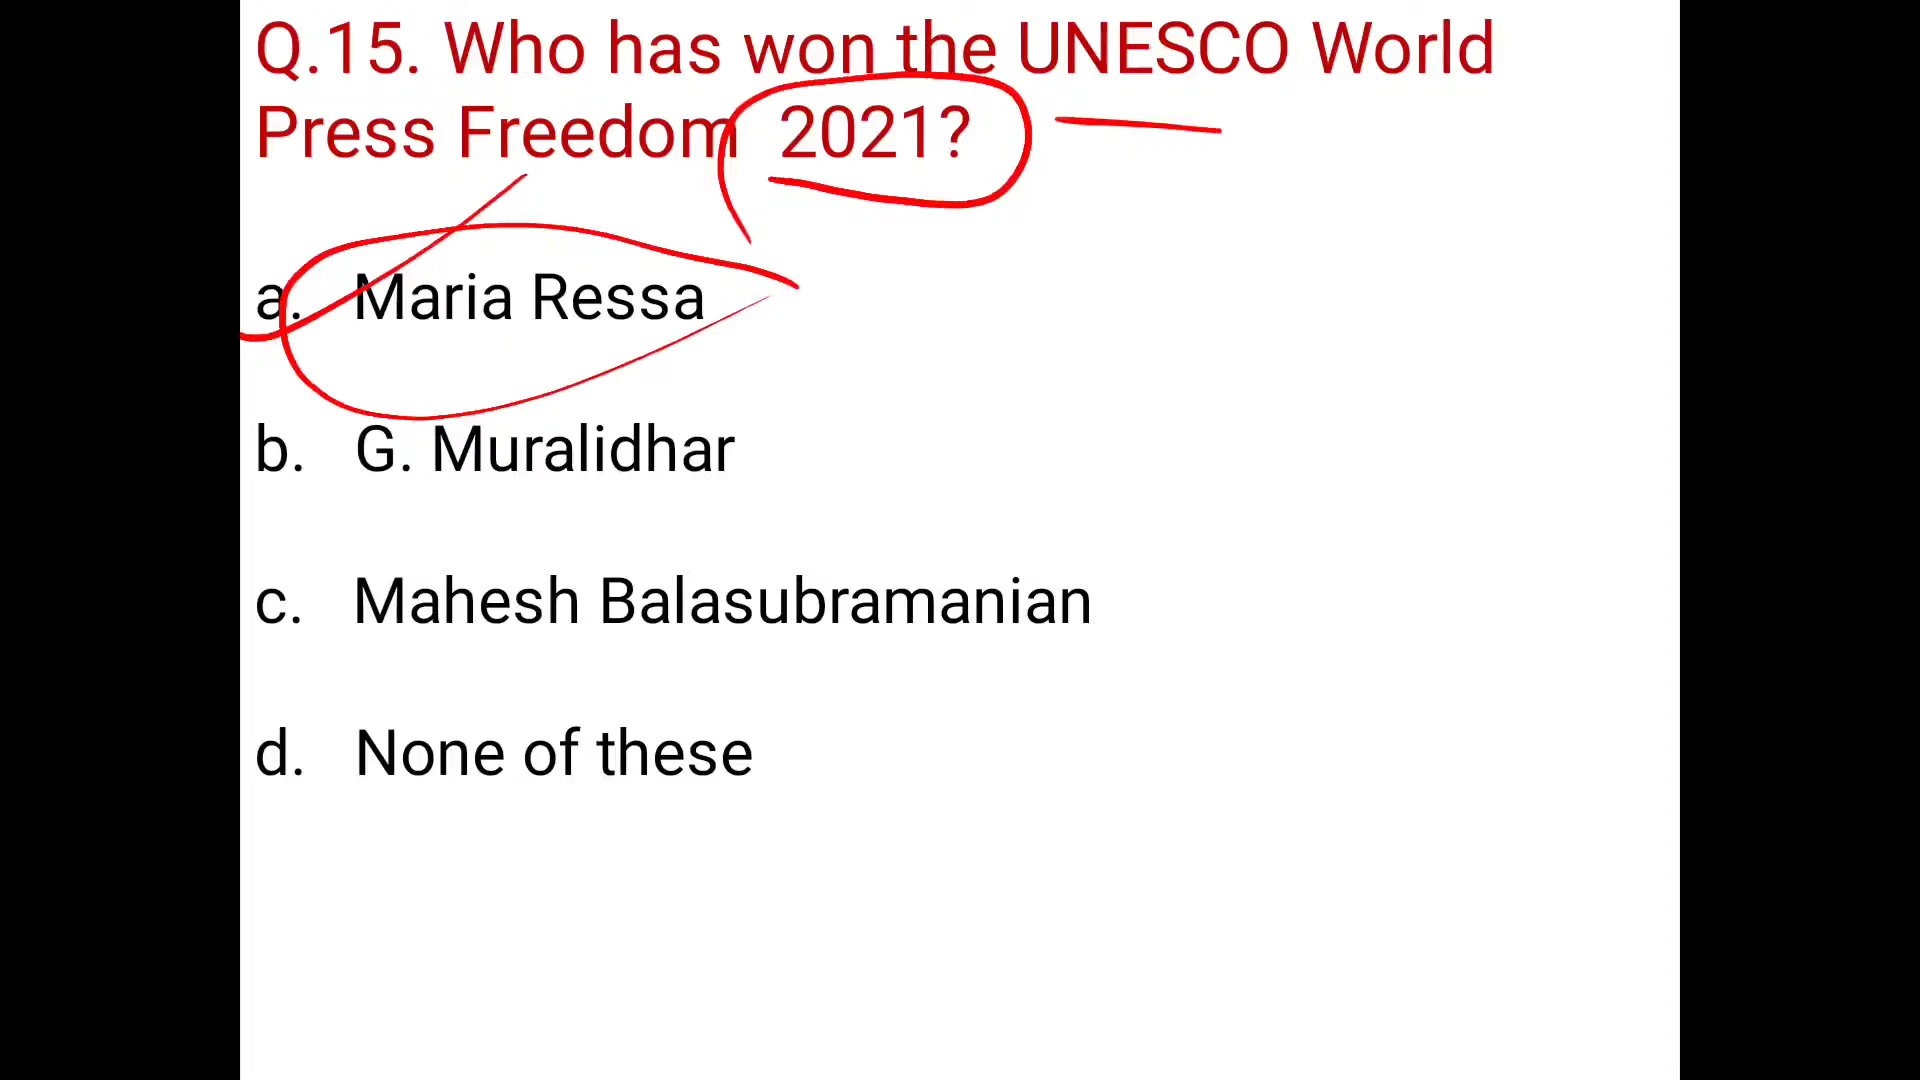 Q.15. Who has won the UNESCO World
Press Freedom 2021?
a. Maria Ressa
b. G. Muralidhar
c. Mahesh Balasubramanian
d. None of these